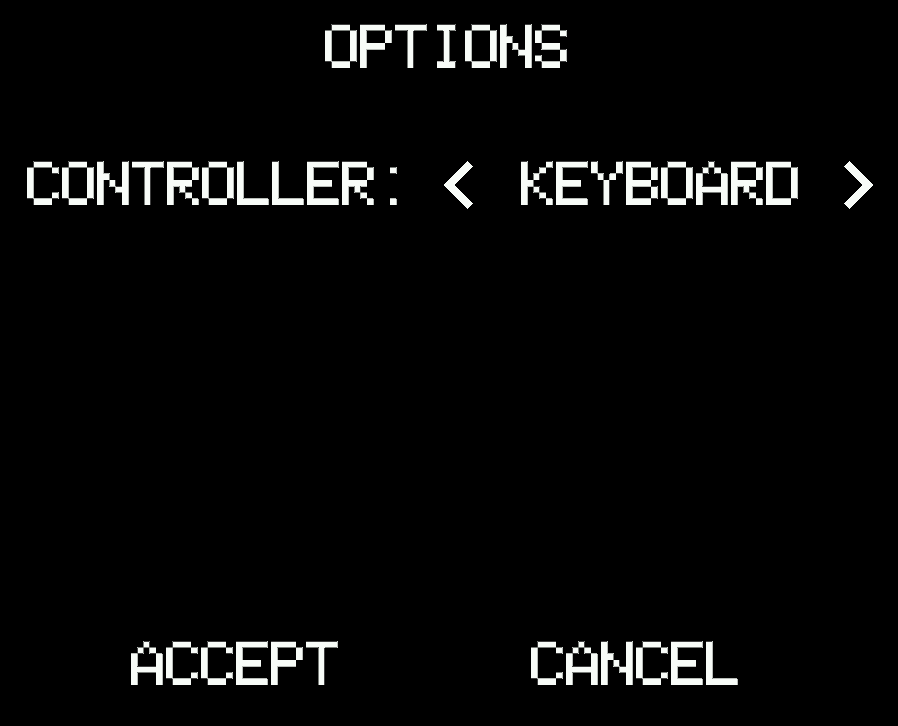 OPTIONS
CONTROLLER: < KEYBOARD >
ACCEPT CANCEL